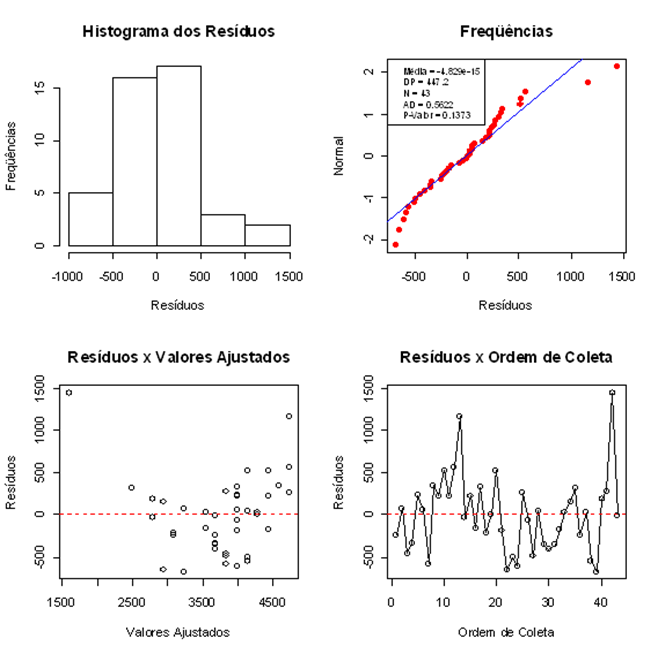 Histograma dos Resíduos
Freqüências
0
5
10
15
-1000
-500
0
500
1000
1500
Resíduos
Freqüências
Normal
2
1
0
-1
-2
Média = -4.829e-15
DP = 447.2
N = 43
AD = 0.5622
P-Valor = 0.1373
-500
0
500
1000
1500
Resíduos
Resíduos x Valores Ajustados
Resíduos
1500
1000
500
0
-500
1500
2500
3500
4500
Valores Ajustados
Resíduos x Ordem de Coleta
Resíduos
1500
1000
500
0
-500
0
10
20
30
40
Ordem de Coleta